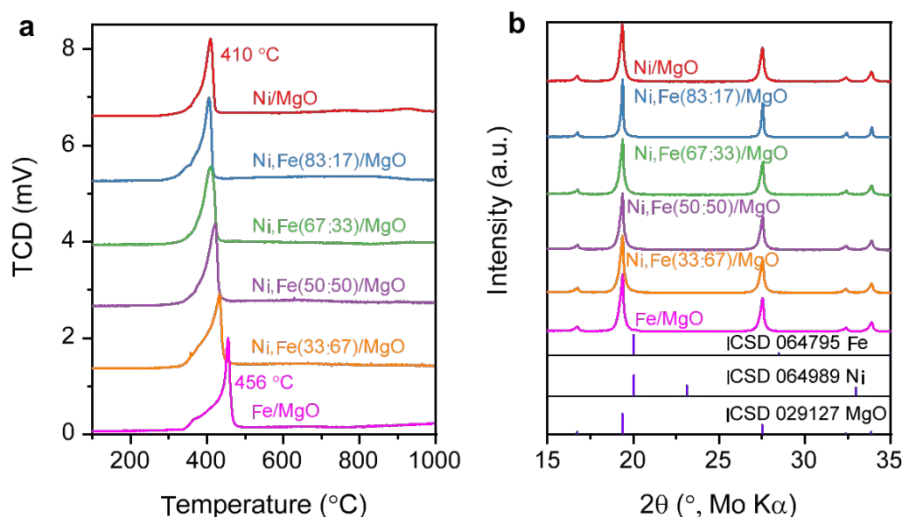 a
410 °C
Ni/MgO
Ni,Fe(83:17)/MgO
Ni,Fe(67:33)/MgO
Ni,Fe(50:50)/MgO
Ni,Fe(33:67)/MgO
456 °C
Fe/MgO
8
6
4
2
0
TCD (mV)
200 400 600 800 1000
Temperature (°C)
b
Ni/MgO
Ni,Fe(83:17)/MgO
Ni,Fe(67:33)/MgO
Ni,Fe(50:50)/MgO
Ni,Fe(33:67)/MgO
Fe/MgO
ICSD 064795 Fe
ICSD 064989 Ni
ICSD 029127 MgO
Intensity (a.u.)
15 20 25 30 35
2θ (°, Mo Kα)